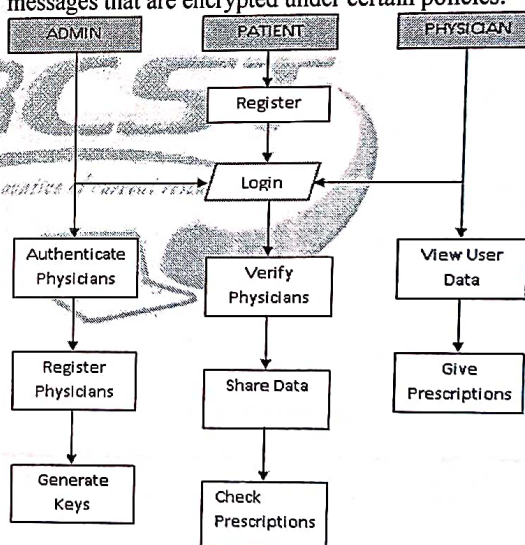 messages that are encrypted under certain policies.
ADMIN
PATIENT
PHYSICIAN
Register
Login
Authenticate
Physicians
Verify
Physicians
View User
Data
Register
Physicians
Share Data
Give
Prescriptions
Generate
Keys
Check
Prescriptions